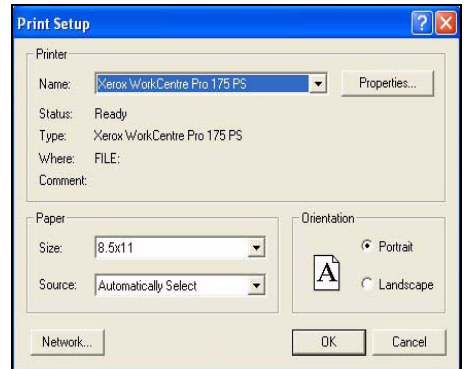 Print Setup
Printer
Name: Xerox WorkCentre Pro 175 PS Properties...
Status: Ready
Type: Xerox WorkCentre Pro 175 PS
Where: FILE:
Comment:
Paper
Size: 8.5x11
Source: Automatically Select
Orientation
A
Portrait
Landscape
Network... OK Cancel